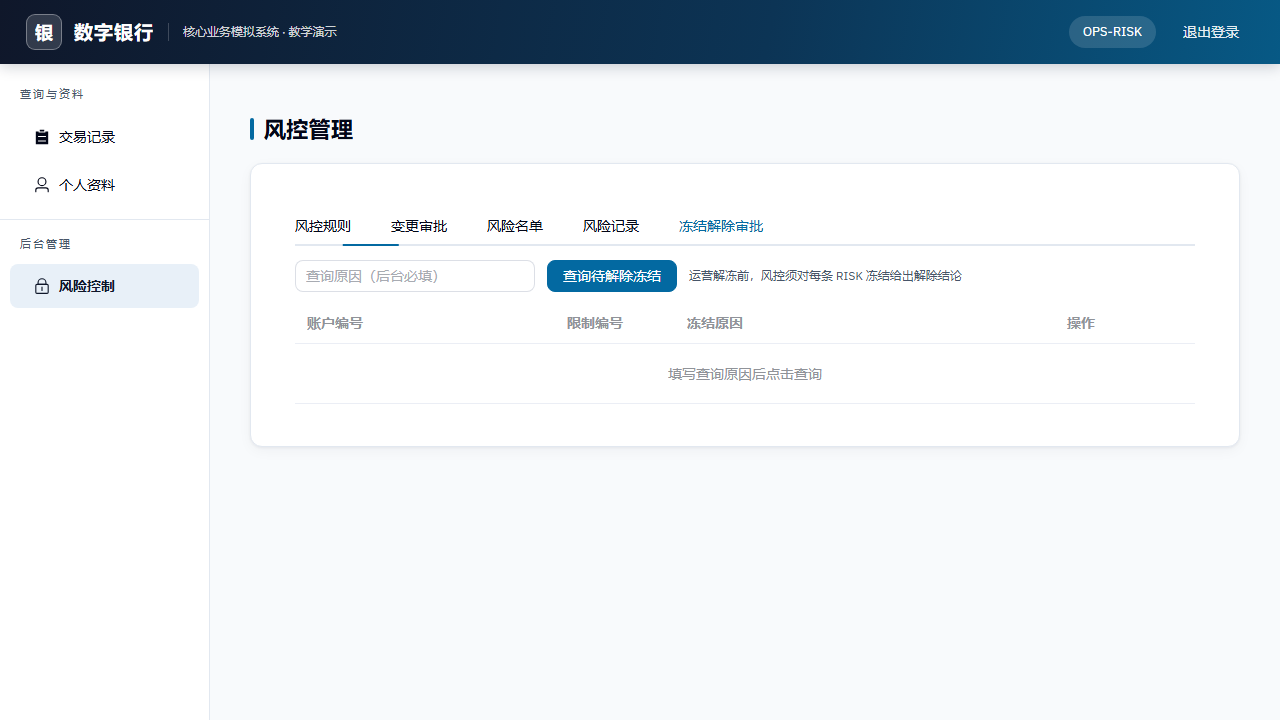 银 数字银行 核心业务模拟系统 · 教学演示 OPS-RISK 退出登录
查询与资料
交易记录
个人资料
后台管理
风险控制
风控管理
风控规则 变更审批 风险名单 风险记录 冻结解除审批
查询原因（后台必填） 查询待解除冻结 运营解冻前，风控须对每条 RISK 冻结给出解除结论
账户编号 限制编号 冻结原因 操作
填写查询原因后点击查询